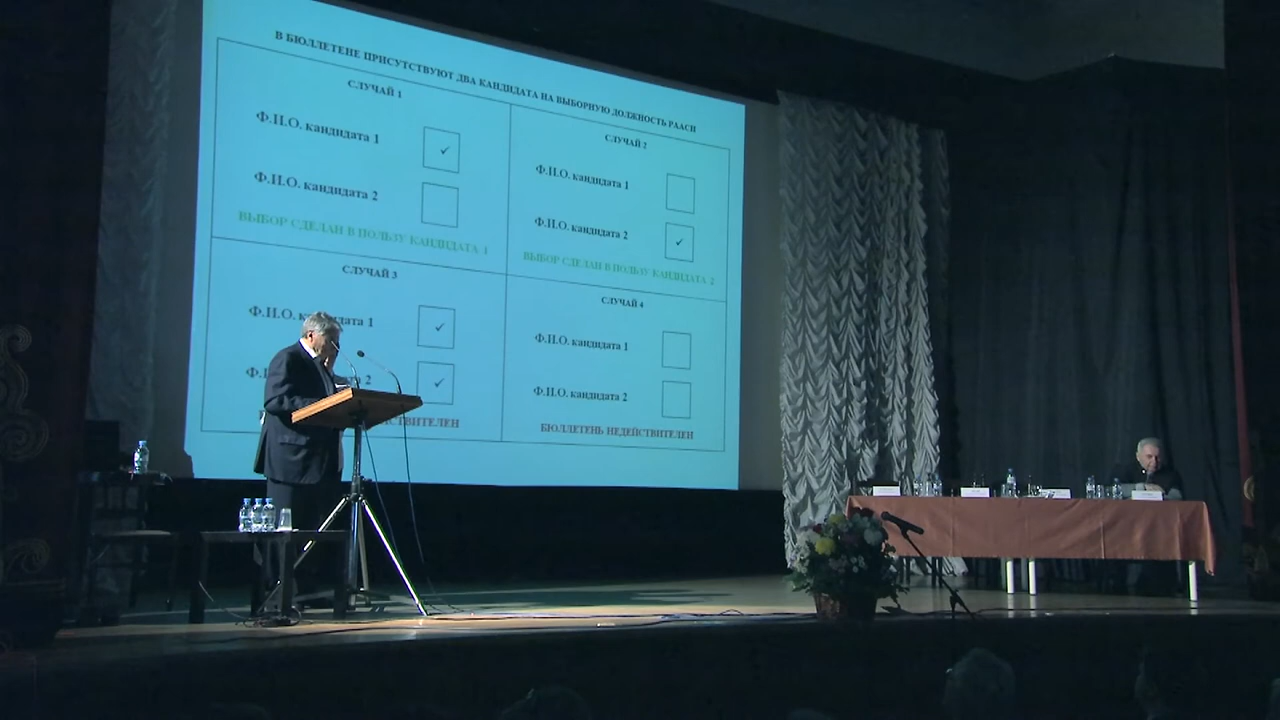 В БЮЛЛЕТЕНЕ ПРИСУТСТВУЮТ ДВА КАНДИДАТА НА ВЫБОРНУЮ ДОЛЖНОСТЬ РААСН
СЛУЧАЙ 1
Ф.И.О. кандидата 1
✓
Ф.И.О. кандидата 2
ВЫБОР СДЕЛАН В ПОЛЬЗУ КАНДИДАТА 1
СЛУЧАЙ 2
Ф.И.О. кандидата 1
Ф.И.О. кандидата 2
✓
ВЫБОР СДЕЛАН В ПОЛЬЗУ КАНДИДАТА 2
СЛУЧАЙ 3
Ф.И.О. 1
✓
2
✓
СЛУЧАЙ 4
Ф.И.О. кандидата 1
Ф.И.О. кандидата 2
БЮЛЛЕТЕНЬ НЕДЕЙСТВИТЕЛЕН